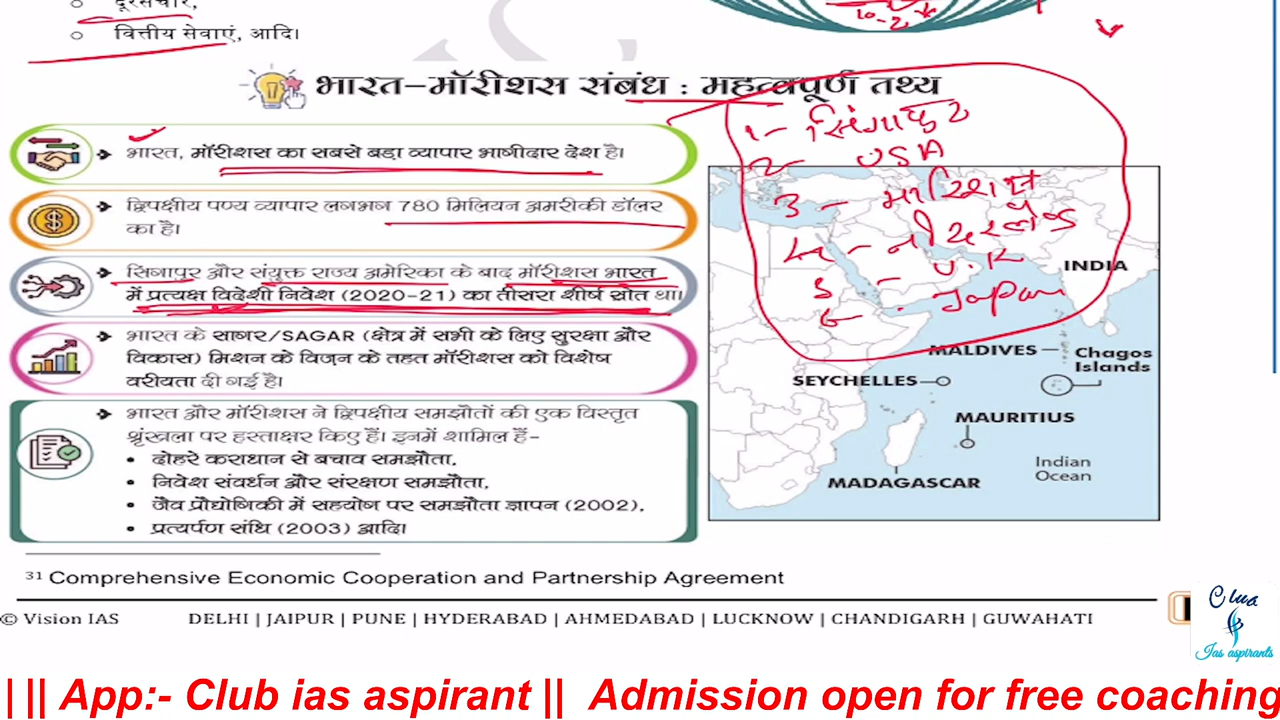 दूरसंचार,
वित्तीय सेवाएं, आदि।
भारत-मॉरीशस संबंध : महत्वपूर्ण तथ्य
भारत, मॉरीशस का सबसे बड़ा व्यापार भागीदार देश है।
द्विपक्षीय पण्य व्यापार लगभग 780 मिलियन अमरीकी डॉलर
का है।
सिंगापुर और संयुक्त राज्य अमेरिका के बाद मॉरीशस भारत
में प्रत्यक्ष विदेशी निवेश (2020-21) का तीसरा शीर्ष स्रोत था।
भारत के सागर/SAGAR (क्षेत्र में सभी के लिए सुरक्षा और
विकास) मिशन के विज़न के तहत मॉरीशस को विशेष
वरीयता दी गई है।
भारत और मॉरीशस ने द्विपक्षीय समझौतों की एक विस्तृत
श्रृंखला पर हस्ताक्षर किए हैं। इनमें शामिल हैं-
• दोहरे कराधान से बचाव समझौता,
• निवेश संवर्धन और संरक्षण समझौता,
• जैव प्रौद्योगिकी में सहयोग पर समझौता ज्ञापन (2002),
• प्रत्यर्पण संधि (2003) आदि।
1- सिंगापुर
2- USA
3-
4- नीदरलैंड
5- U.K
6- Japan
INDIA
MALDIVES
Chagos
Islands
SEYCHELLES
MAURITIUS
Indian
Ocean
MADAGASCAR
31 Comprehensive Economic Cooperation and Partnership Agreement
© Vision IAS
DELHI | JAIPUR | PUNE | HYDERABAD | AHMEDABAD | LUCKNOW | CHANDIGARH | GUWAHATI
Club
Ias aspirants
| || App:- Club ias aspirant || Admission open for free coaching